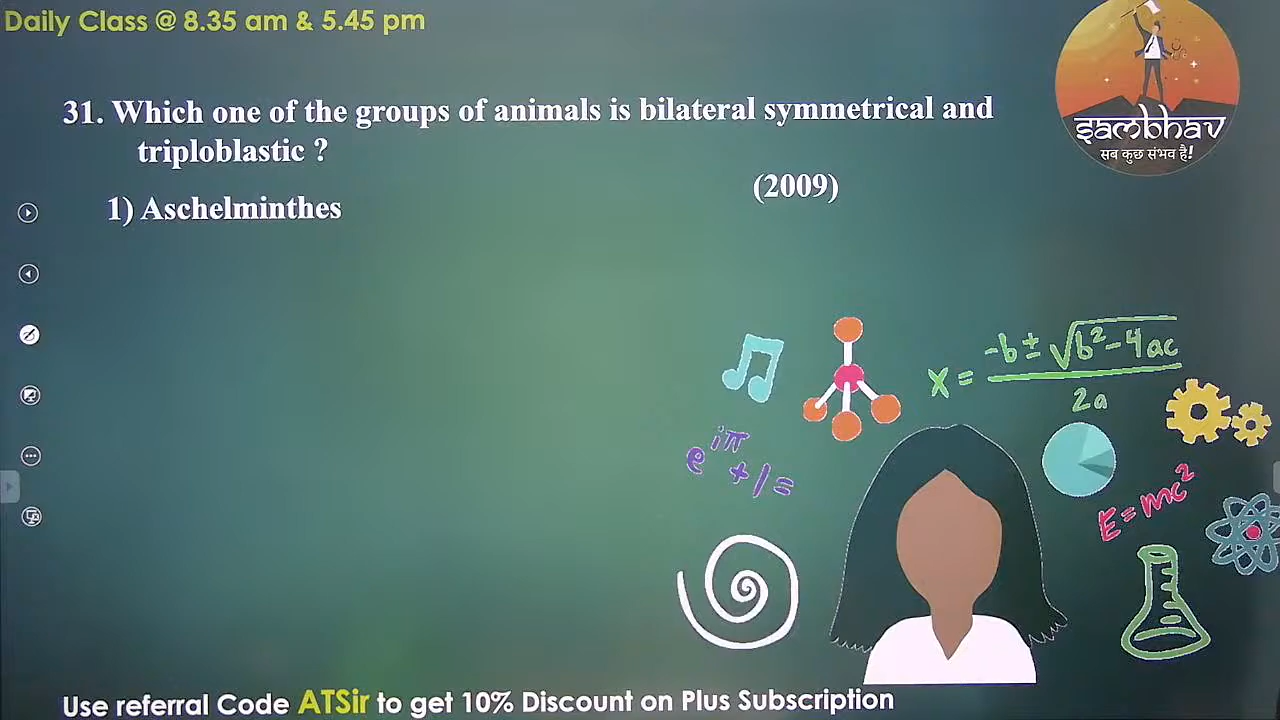 Daily Class @ 8.35 am & 5.45 pm
sambhav
सब कुछ संभव है!
31. Which one of the groups of animals is bilateral symmetrical and
triploblastic ?
(2009)
1) Aschelminthes
x = -b ± √b² - 4ac
2a
e^iπ + 1 =
E = mc²
Use referral Code ATSir to get 10% Discount on Plus Subscription